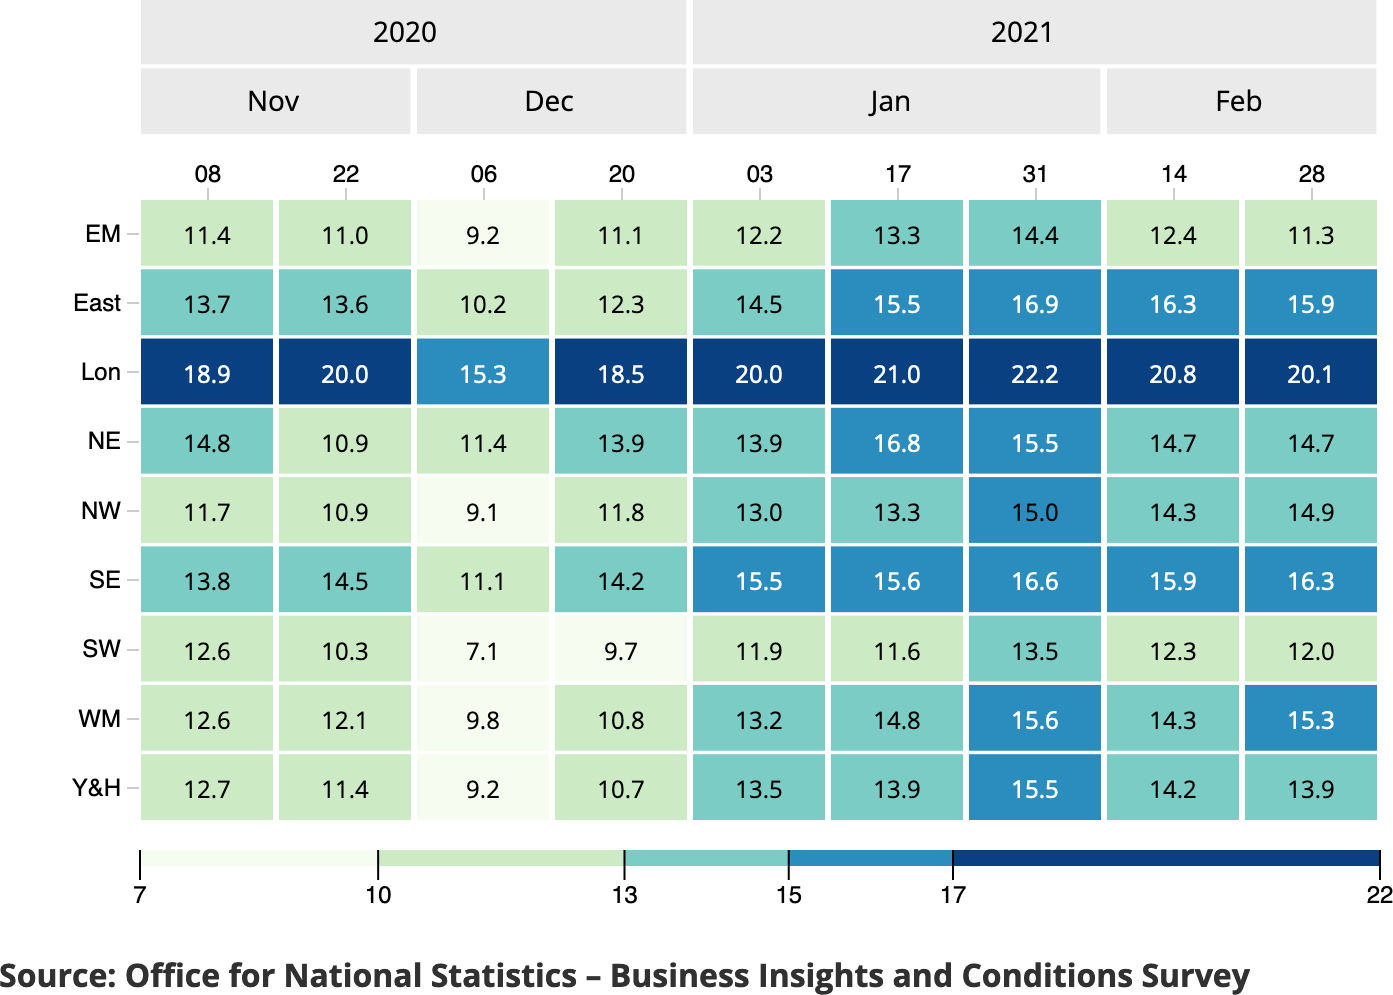 2020 2021
Nov Dec Jan Feb
08 22 06 20 03 17 31 14 28
EM 11.4 11.0 9.2 11.1 12.2 13.3 14.4 12.4 11.3
East 13.7 13.6 10.2 12.3 14.5 15.5 16.9 16.3 15.9
Lon 18.9 20.0 15.3 18.5 20.0 21.0 22.2 20.8 20.1
NE 14.8 10.9 11.4 13.9 13.9 16.8 15.5 14.7 14.7
NW 11.7 10.9 9.1 11.8 13.0 13.3 15.0 14.3 14.9
SE 13.8 14.5 11.1 14.2 15.5 15.6 16.6 15.9 16.3
SW 12.6 10.3 7.1 9.7 11.9 11.6 13.5 12.3 12.0
WM 12.6 12.1 9.8 10.8 13.2 14.8 15.6 14.3 15.3
Y&H 12.7 11.4 9.2 10.7 13.5 13.9 15.5 14.2 13.9
7 10 13 15 17 22
Source: Office for National Statistics – Business Insights and Conditions Survey